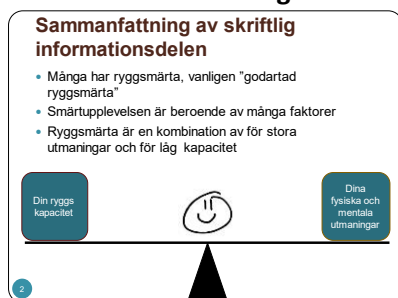 Sammanfattning av skriftlig
informationsdelen
• Många har ryggsmärta, vanligen ”godartad
ryggsmärta”
• Smärtupplevelsen är beroende av många faktorer
• Ryggsmärta är en kombination av för stora
utmaningar och för låg kapacitet
Din ryggs
kapacitet
Dina
fysiska och
mentala
utmaningar
2